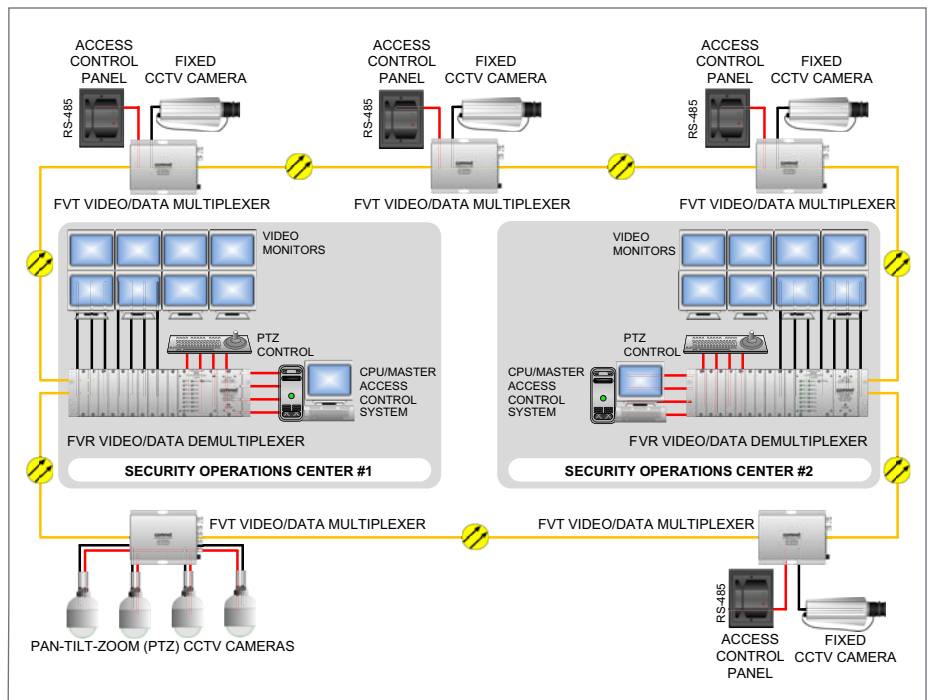 ACCESS
CONTROL
PANEL
FIXED
CCTV CAMERA
RS-485
FVT VIDEO/DATA MULTIPLEXER
ACCESS
CONTROL
PANEL
FIXED
CCTV CAMERA
RS-485
FVT VIDEO/DATA MULTIPLEXER
ACCESS
CONTROL
PANEL
FIXED
CCTV CAMERA
RS-485
FVT VIDEO/DATA MULTIPLEXER
VIDEO
MONITORS
PTZ
CONTROL
CPU/MASTER
ACCESS
CONTROL
SYSTEM
FVR VIDEO/DATA DEMULTIPLEXER
SECURITY OPERATIONS CENTER #1
VIDEO
MONITORS
PTZ
CONTROL
CPU/MASTER
ACCESS
CONTROL
SYSTEM
FVR VIDEO/DATA DEMULTIPLEXER
SECURITY OPERATIONS CENTER #2
FVT VIDEO/DATA MULTIPLEXER
PAN-TILT-ZOOM (PTZ) CCTV CAMERAS
FVT VIDEO/DATA MULTIPLEXER
RS-485
ACCESS
CONTROL
PANEL
FIXED
CCTV CAMERA